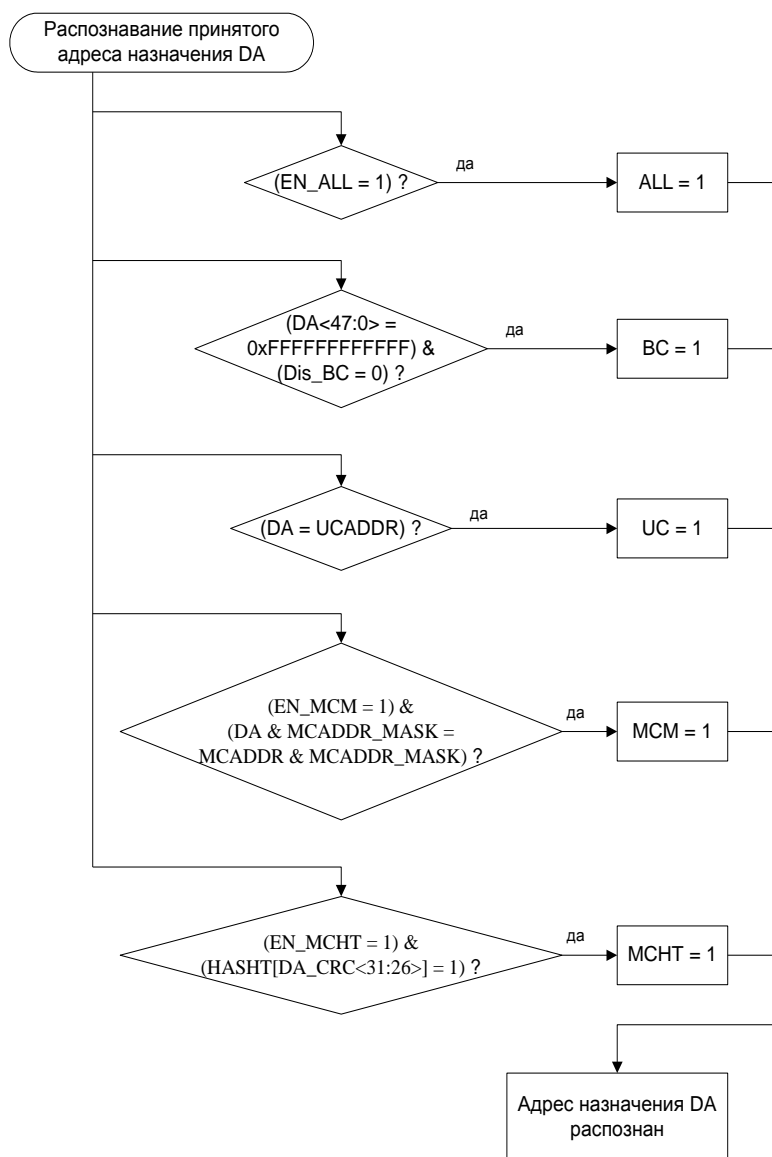 Распознавание принятого
адреса назначения DA
(EN_ALL = 1) ?
да
ALL = 1
(DA<47:0> =
0xFFFFFFFFFFFF) &
(Dis_BC = 0) ?
да
BC = 1
(DA = UCADDR) ?
да
UC = 1
(EN_MCM = 1) &
(DA & MCADDR_MASK =
MCADDR & MCADDR_MASK) ?
да
MCM = 1
(EN_MCHT = 1) &
(HASHT[DA_CRC<31:26>] = 1) ?
да
MCHT = 1
Адрес назначения DA
распознан